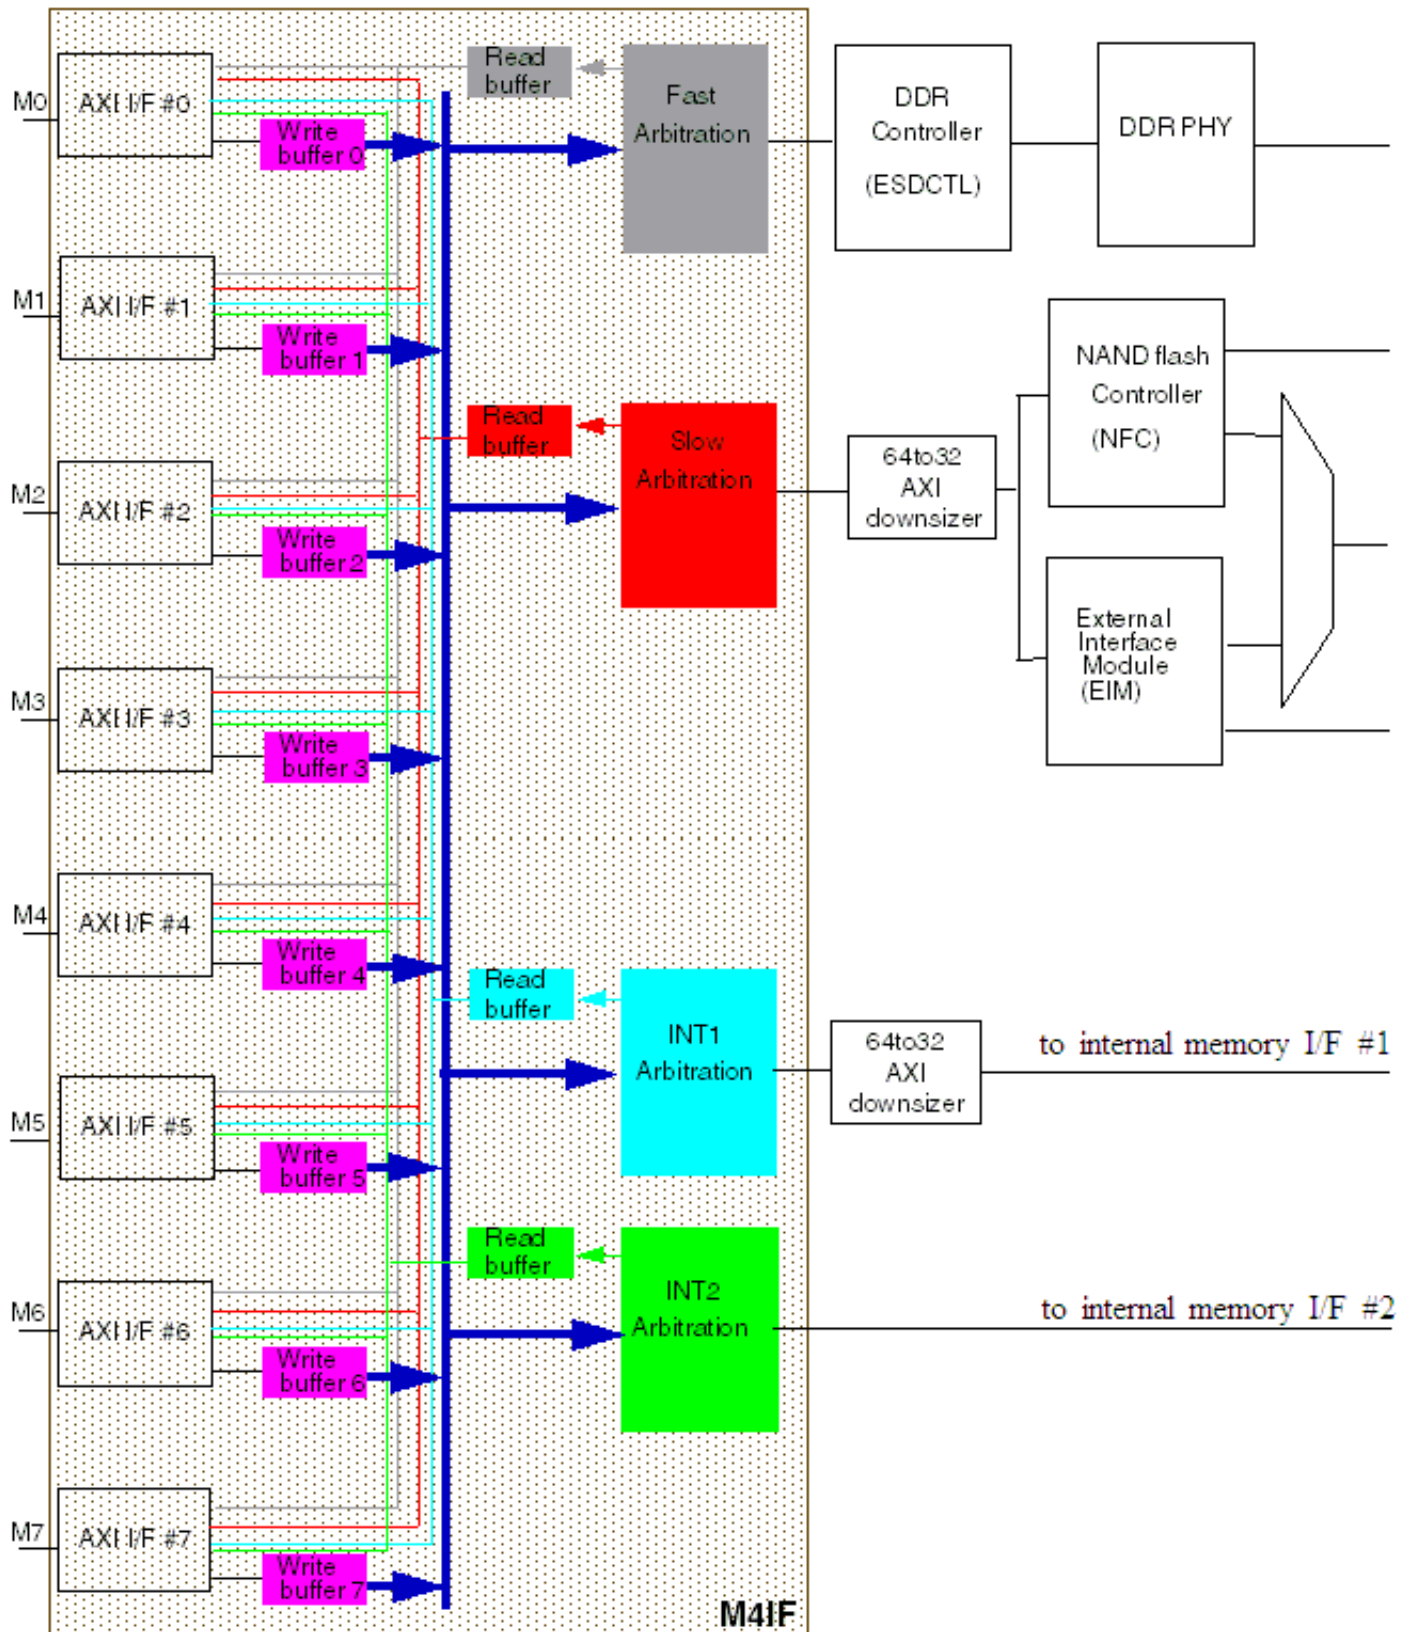 M0
AXI I/F #0
Write
buffer 0
Read
buffer
Fast
Arbitration
DDR
Controller
(ESDCTL)
DDR PHY
M1
AXI I/F #1
Write
buffer 1
NAND flash
Controller
(NFC)
Read
buffer
Slow
Arbitration
64to32
AXI
downsizer
M2
AXI I/F #2
Write
buffer 2
External
Interface
Module
(EIM)
M3
AXI I/F #3
Write
buffer 3
M4
AXI I/F #4
Write
buffer 4
Read
buffer
INT1
Arbitration
64to32
AXI
downsizer
to internal memory I/F #1
M5
AXI I/F #5
Write
buffer 5
Read
buffer
INT2
Arbitration
to internal memory I/F #2
M6
AXI I/F #6
Write
buffer 6
M7
AXI I/F #7
Write
buffer 7
M4IF